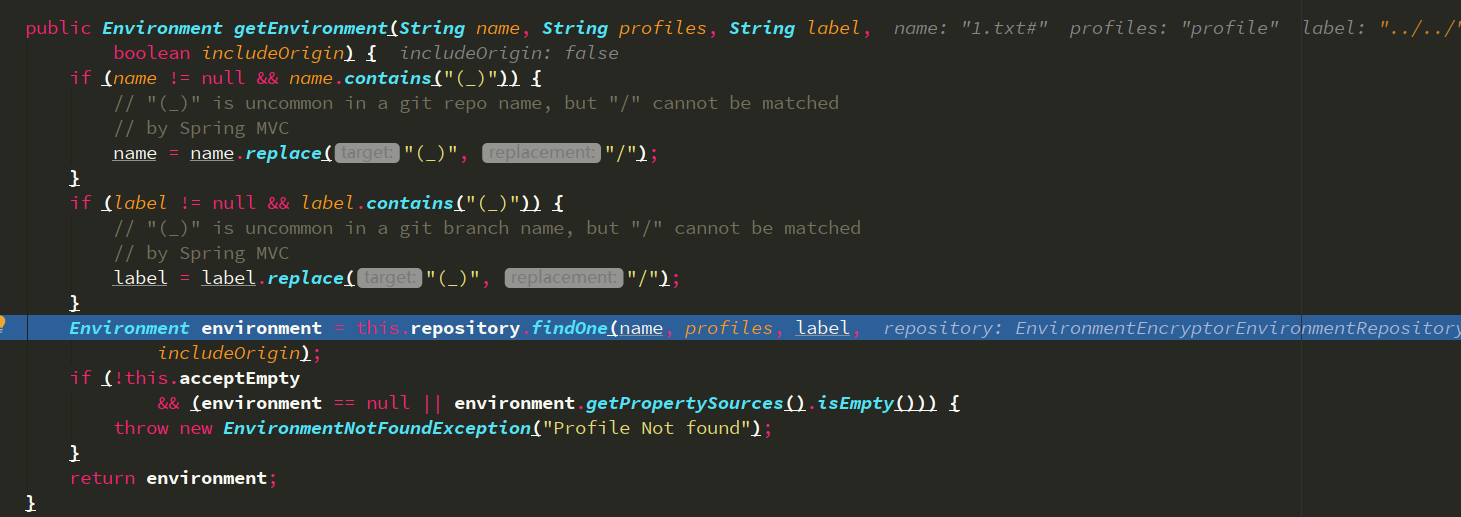 public Environment getEnvironment(String name, String profiles, String label,  name: "1.txt#"  profiles: "profile"  label: "../../"
boolean includeOrigin) {  includeOrigin: false
if (name != null && name.contains("(_)")) {
// "(_)" is uncommon in a git repo name, but "/" cannot be matched
// by Spring MVC
name = name.replace( target: "(_)", replacement: "/");
}
if (label != null && label.contains("(_)")) {
// "(_)" is uncommon in a git branch name, but "/" cannot be matched
// by Spring MVC
label = label.replace( target: "(_)", replacement: "/");
}
Environment environment = this.repository.findOne(name, profiles, label,  repository: EnvironmentEncryptorEnvironmentRepository
includeOrigin);
if (!this.acceptEmpty
&& (environment == null || environment.getPropertySources().isEmpty())) {
throw new EnvironmentNotFoundException("Profile Not found");
}
return environment;
}